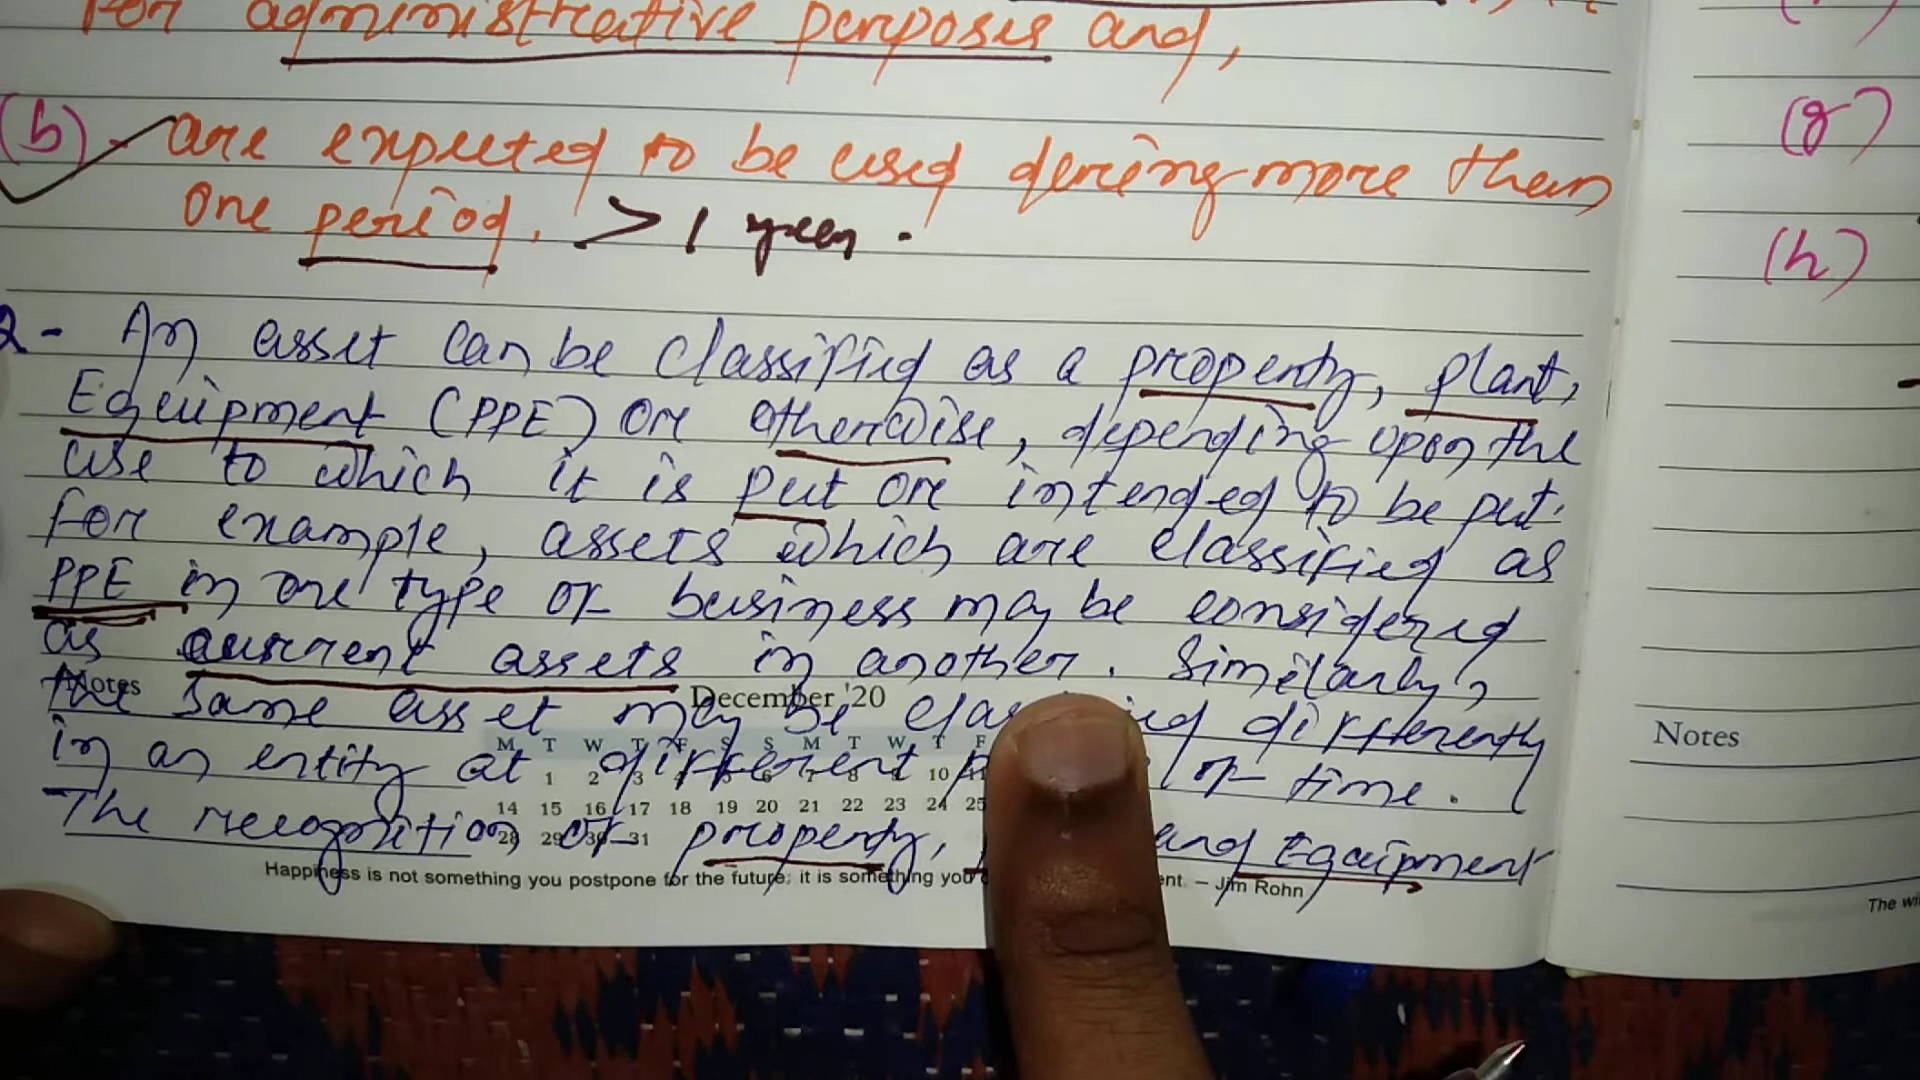 for administrative perposes and,
(b) - are expected to be used during more than
one period. > 1 year.
2- An asset can be classified as a property, plant,
Equipment (PPE) or otherwise, depending upon the
use to which it is put or intended to be put.
for example, assets which are classified as
PPE in one type of business may be considered
as current assets in another. Similarly,
the same asset may be differently
in an entity at different of time.
The recognition of property, and Equipment
Notes
December '20
M T W T F S S M T W T F
1 2 3 4 5 6 7 8 9 10 11
14 15 16 17 18 19 20 21 22 23 24 25
28 29 30 31
Happiness is not something you postpone for the future; it is something you – Jim Rohn
(g)
(h)
Notes
The